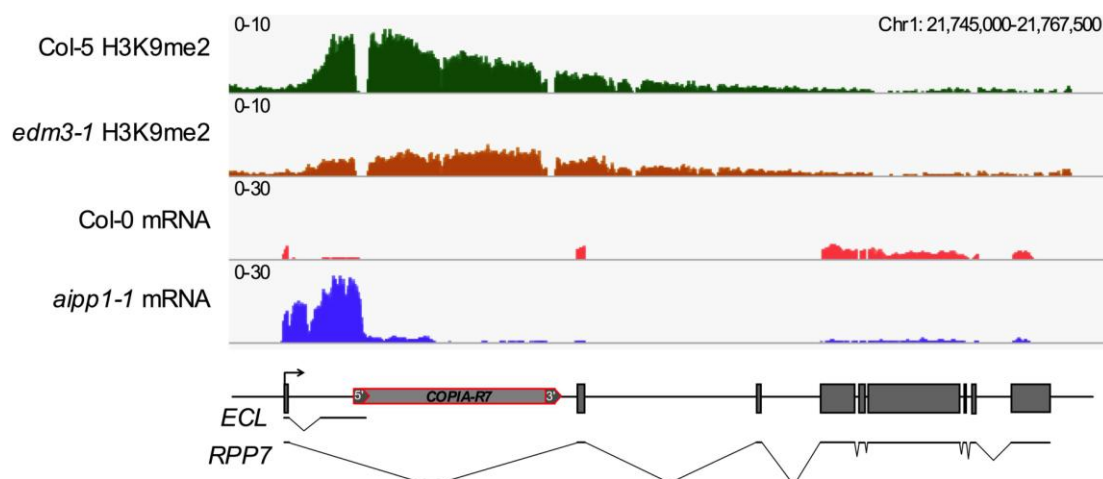 0-10
Chr1: 21,745,000-21,767,500
Col-5 H3K9me2
0-10
edm3-1 H3K9me2
0-30
Col-0 mRNA
0-30
aipp1-1 mRNA
5' COPIA-R7 3'
ECL
RPP7